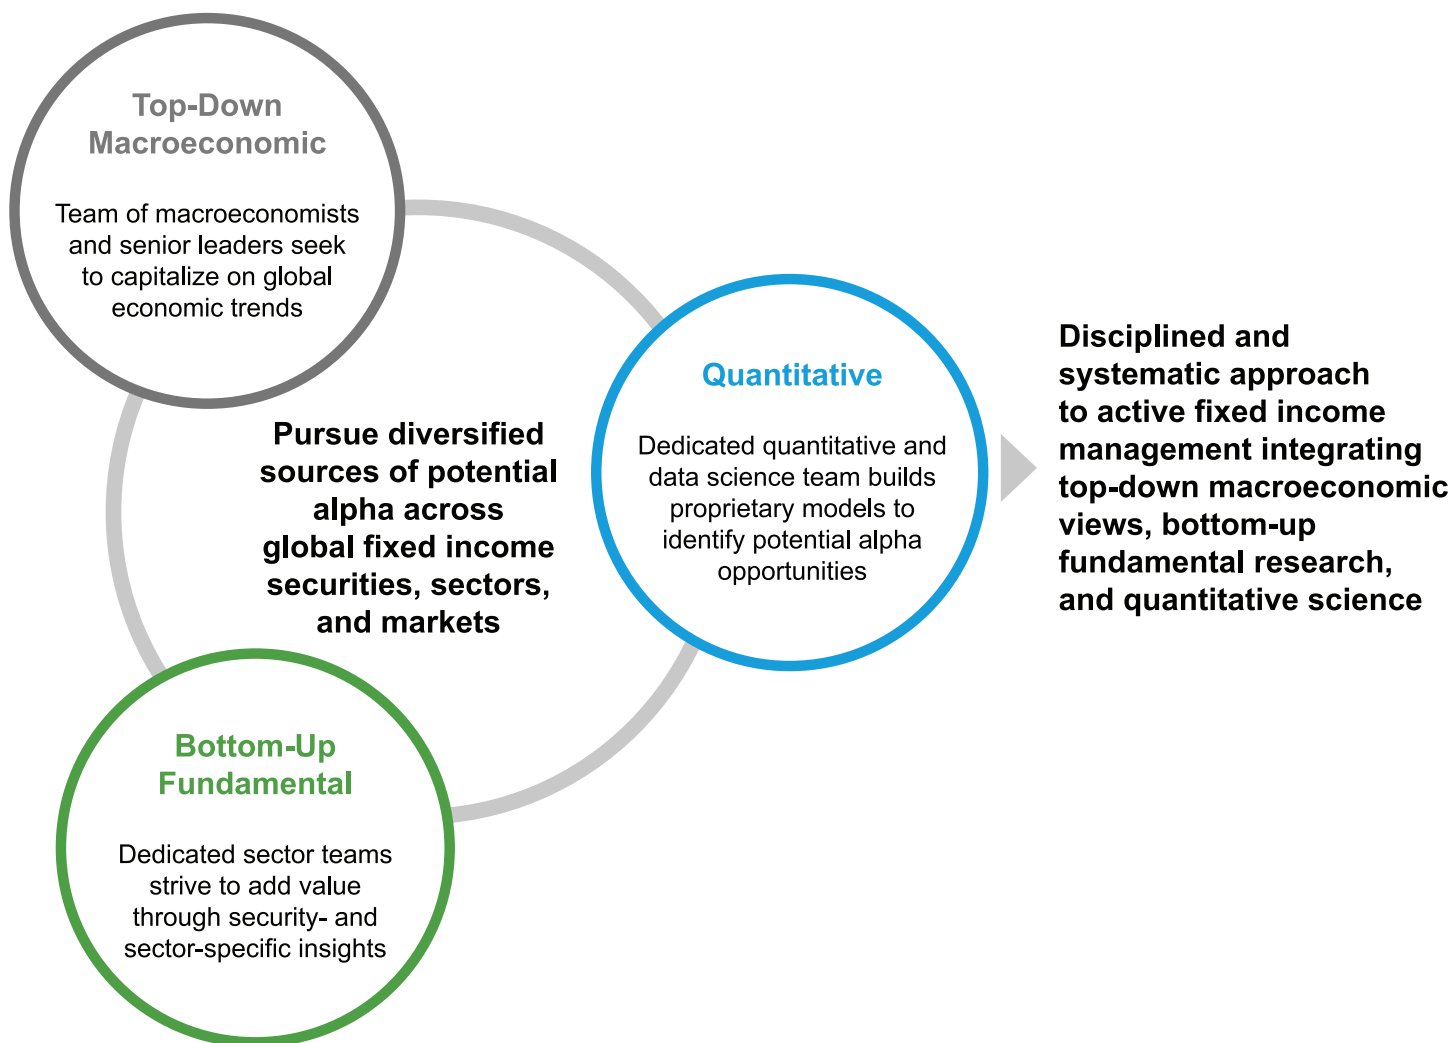 Top-Down
Macroeconomic
Team of macroeconomists
and senior leaders seek
to capitalize on global
economic trends
Quantitative
Dedicated quantitative and
data science team builds
proprietary models to
identify potential alpha
opportunities
Pursue diversified
sources of potential
alpha across
global fixed income
securities, sectors,
and markets
Bottom-Up
Fundamental
Dedicated sector teams
strive to add value
through security- and
sector-specific insights
Disciplined and
systematic approach
to active fixed income
management integrating
top-down macroeconomic
views, bottom-up
fundamental research,
and quantitative science